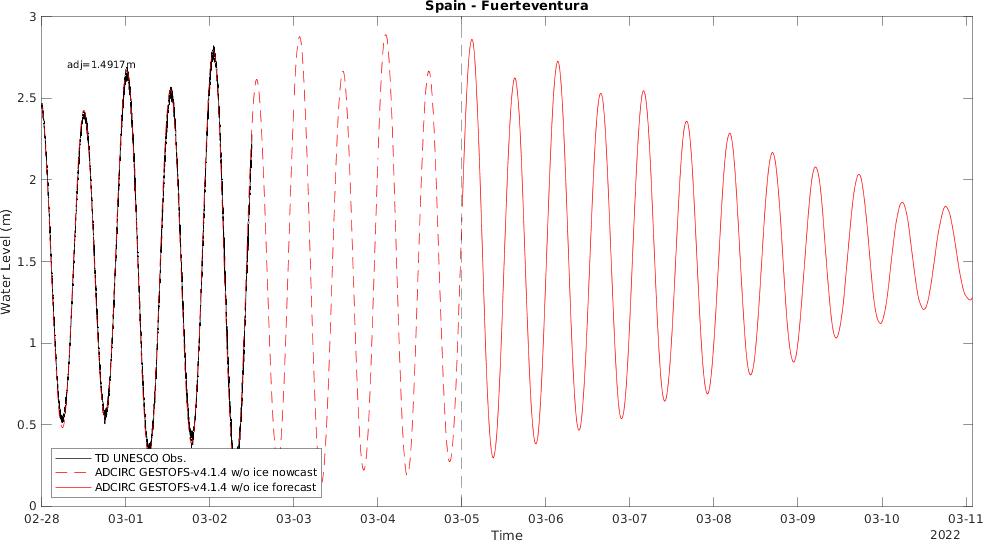 Spain - Fuerteventura
3
adj=1.4917m
2.5
2
1.5
1
0.5
0
Water Level (m)
TD UNESCO Obs.
ADCIRC GESTOFS-v4.1.4 w/o ice nowcast
ADCIRC GESTOFS-v4.1.4 w/o ice forecast
02-28 03-01 03-02 03-03 03-04 03-05 03-06 03-07 03-08 03-09 03-10 03-11
Time
2022